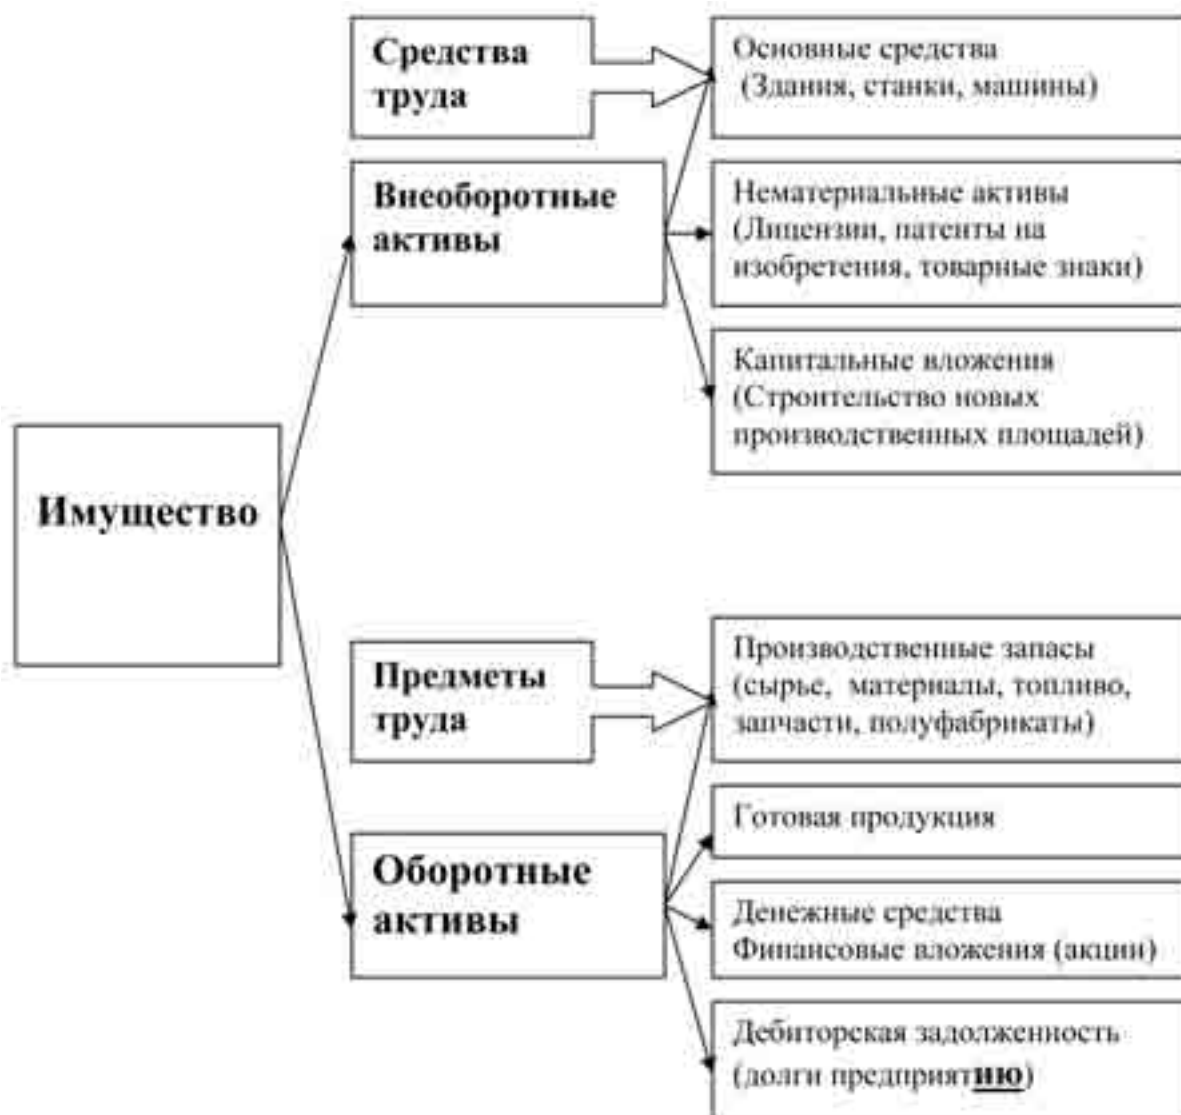 Средства
труда
Основные средства
(Здания, станки, машины)
Внеоборотные
активы
Нематериальные активы
(Лицензии, патенты на
изобретения, товарные знаки)
Капитальные вложения
(Строительство новых
производственных площадей)
Имущество
Предметы
труда
Производственные запасы
(сырье, материалы, топливо,
запчасти, полуфабрикаты)
Готовая продукция
Оборотные
активы
Денежные средства
Финансовые вложения (акции)
Дебиторская задолженность
(долги предприятию)